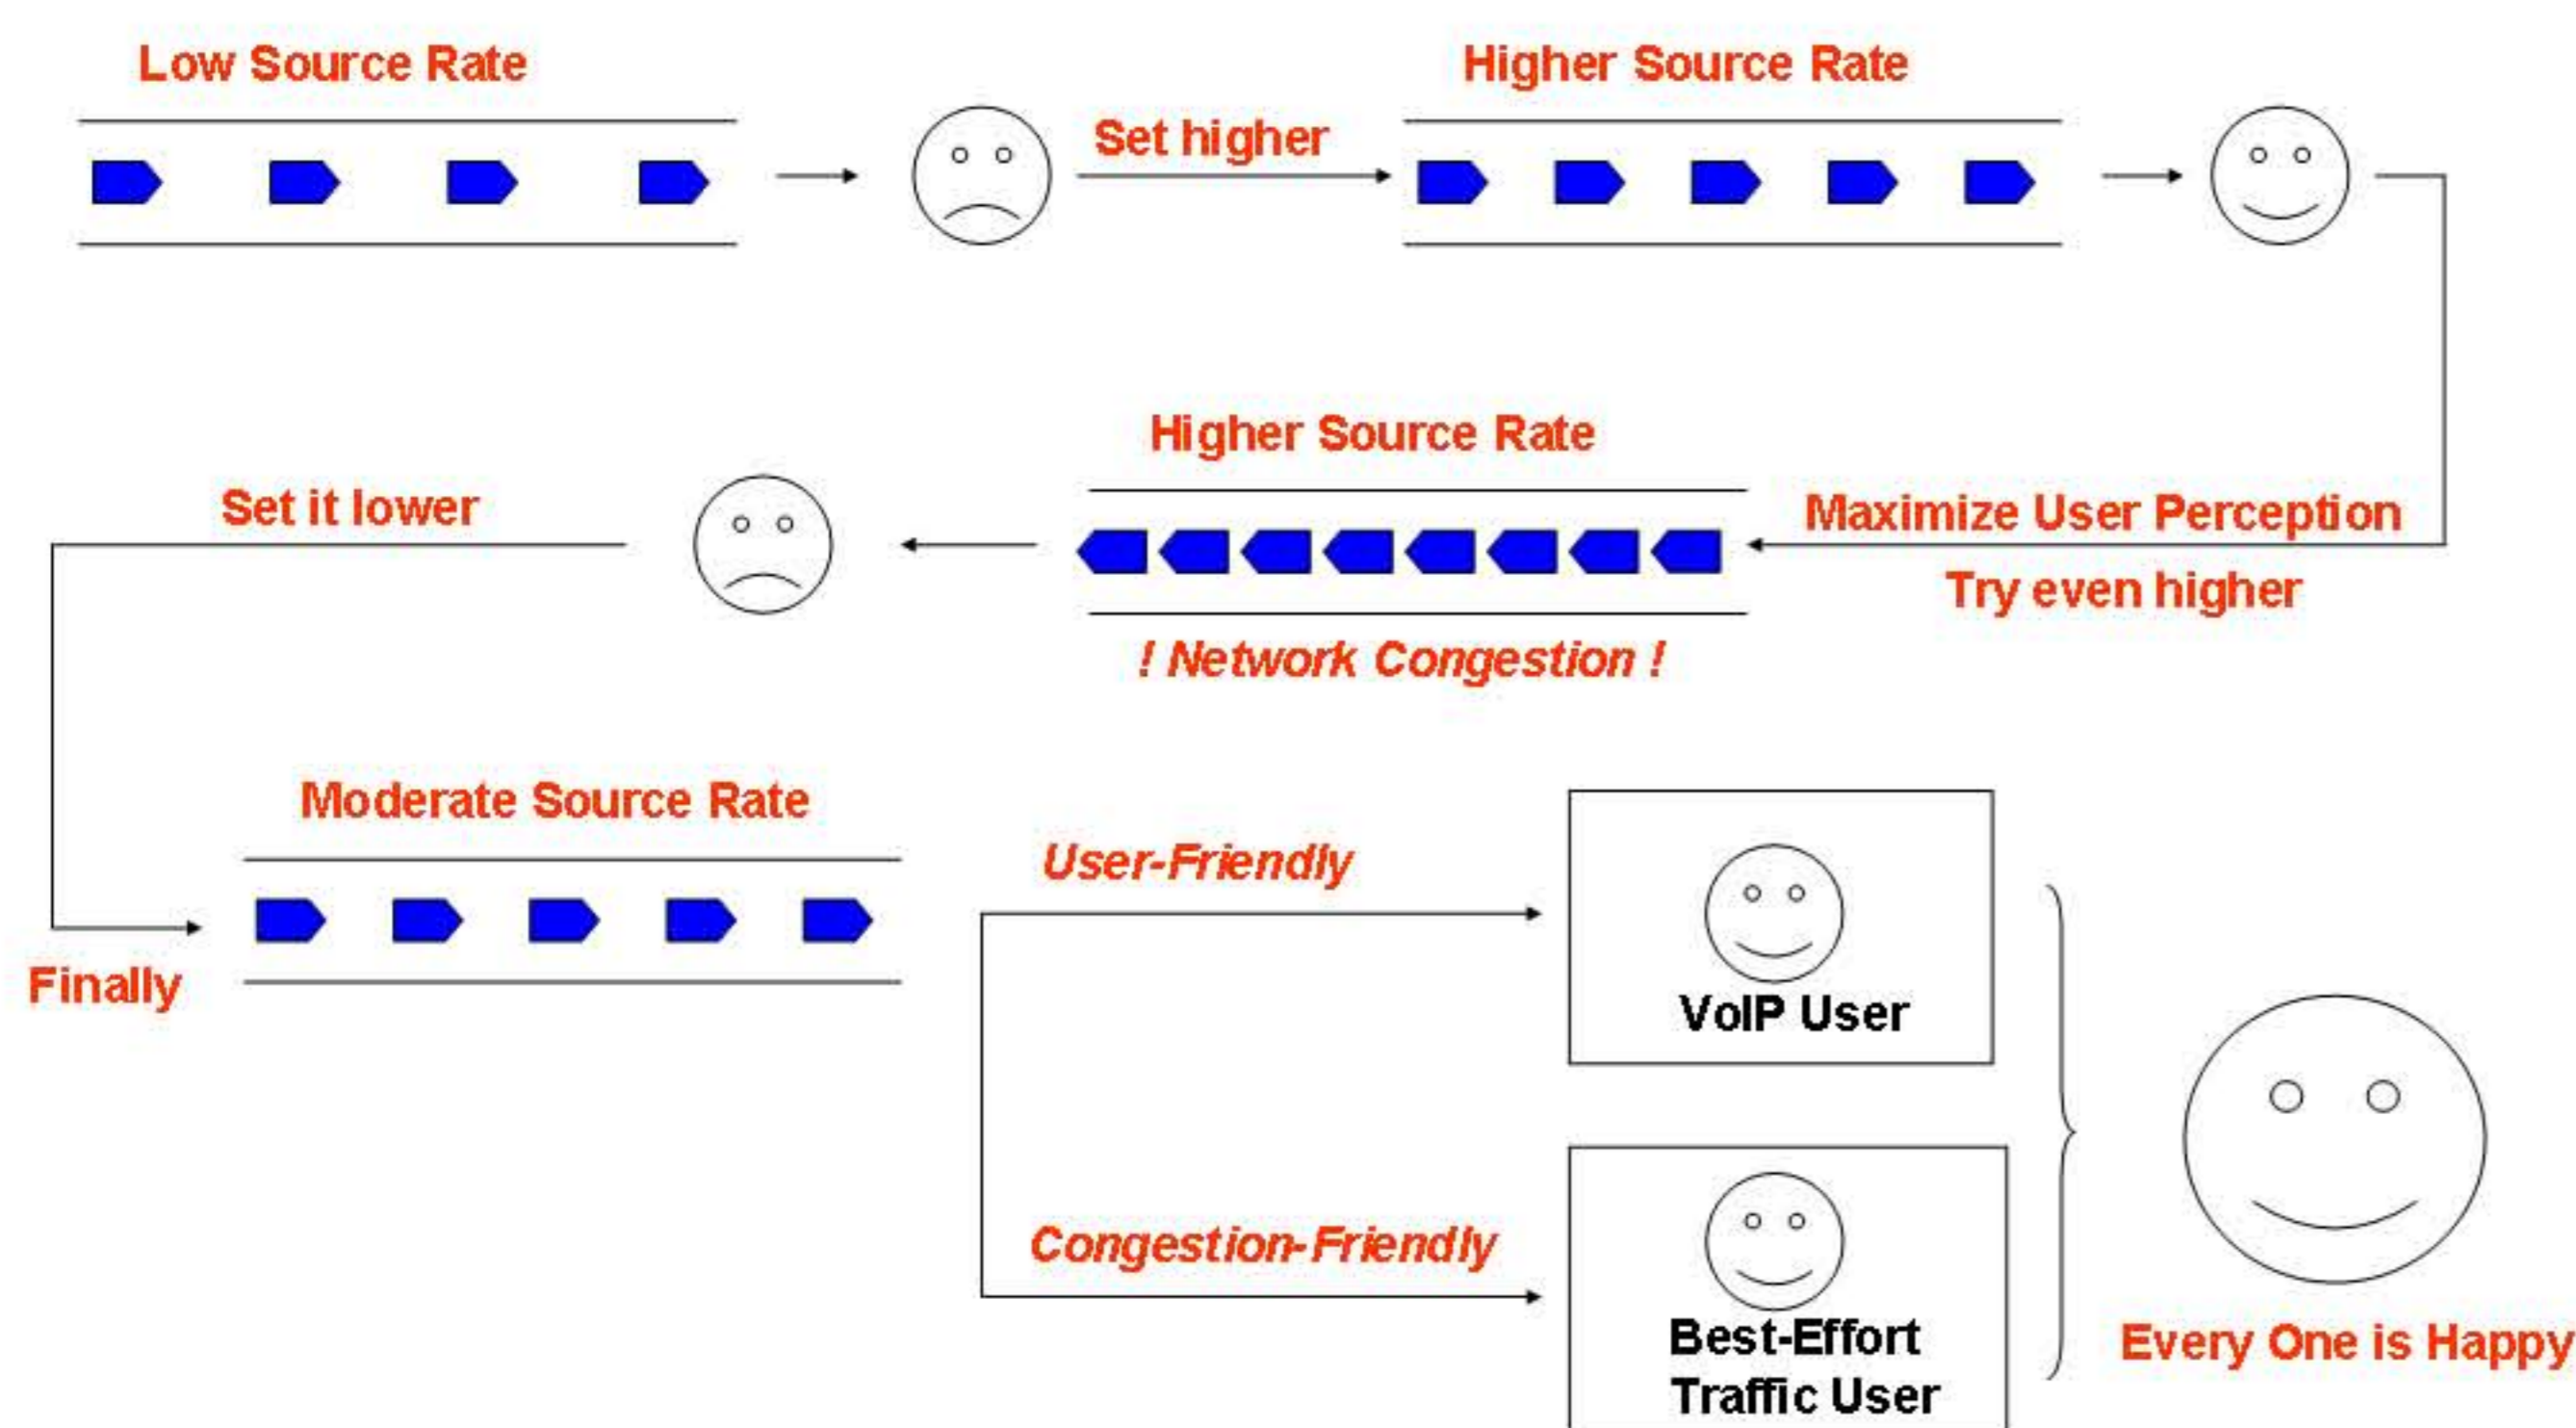 Low Source Rate
Set higher
Higher Source Rate
Higher Source Rate
Maximize User Perception
Try even higher
! Network Congestion !
Set it lower
Finally
Moderate Source Rate
User-Friendly
VoIP User
Congestion-Friendly
Best-Effort
Traffic User
Every One is Happy